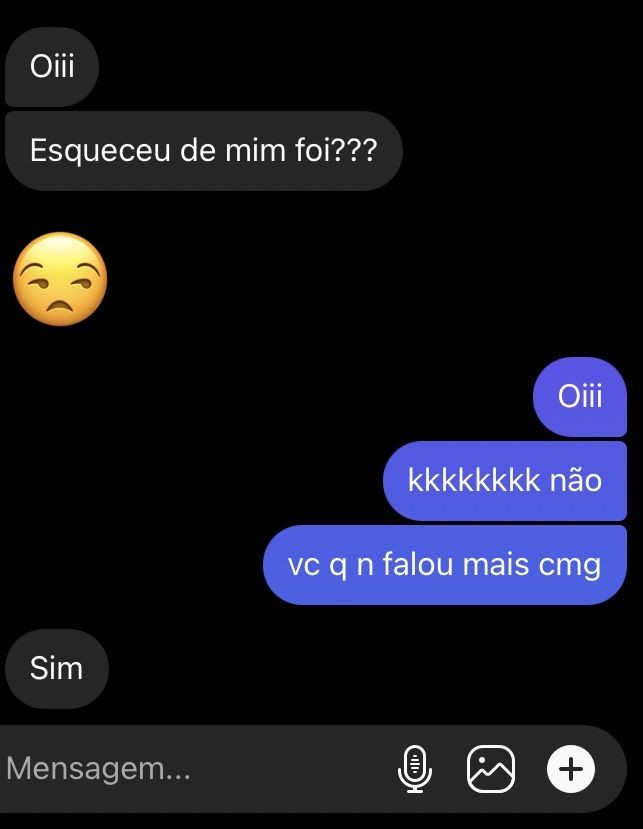 Oiii
Esqueceu de mim foi???
Oiii
kkkkkkkk não
vc q n falou mais cmg
Sim
Mensagem...